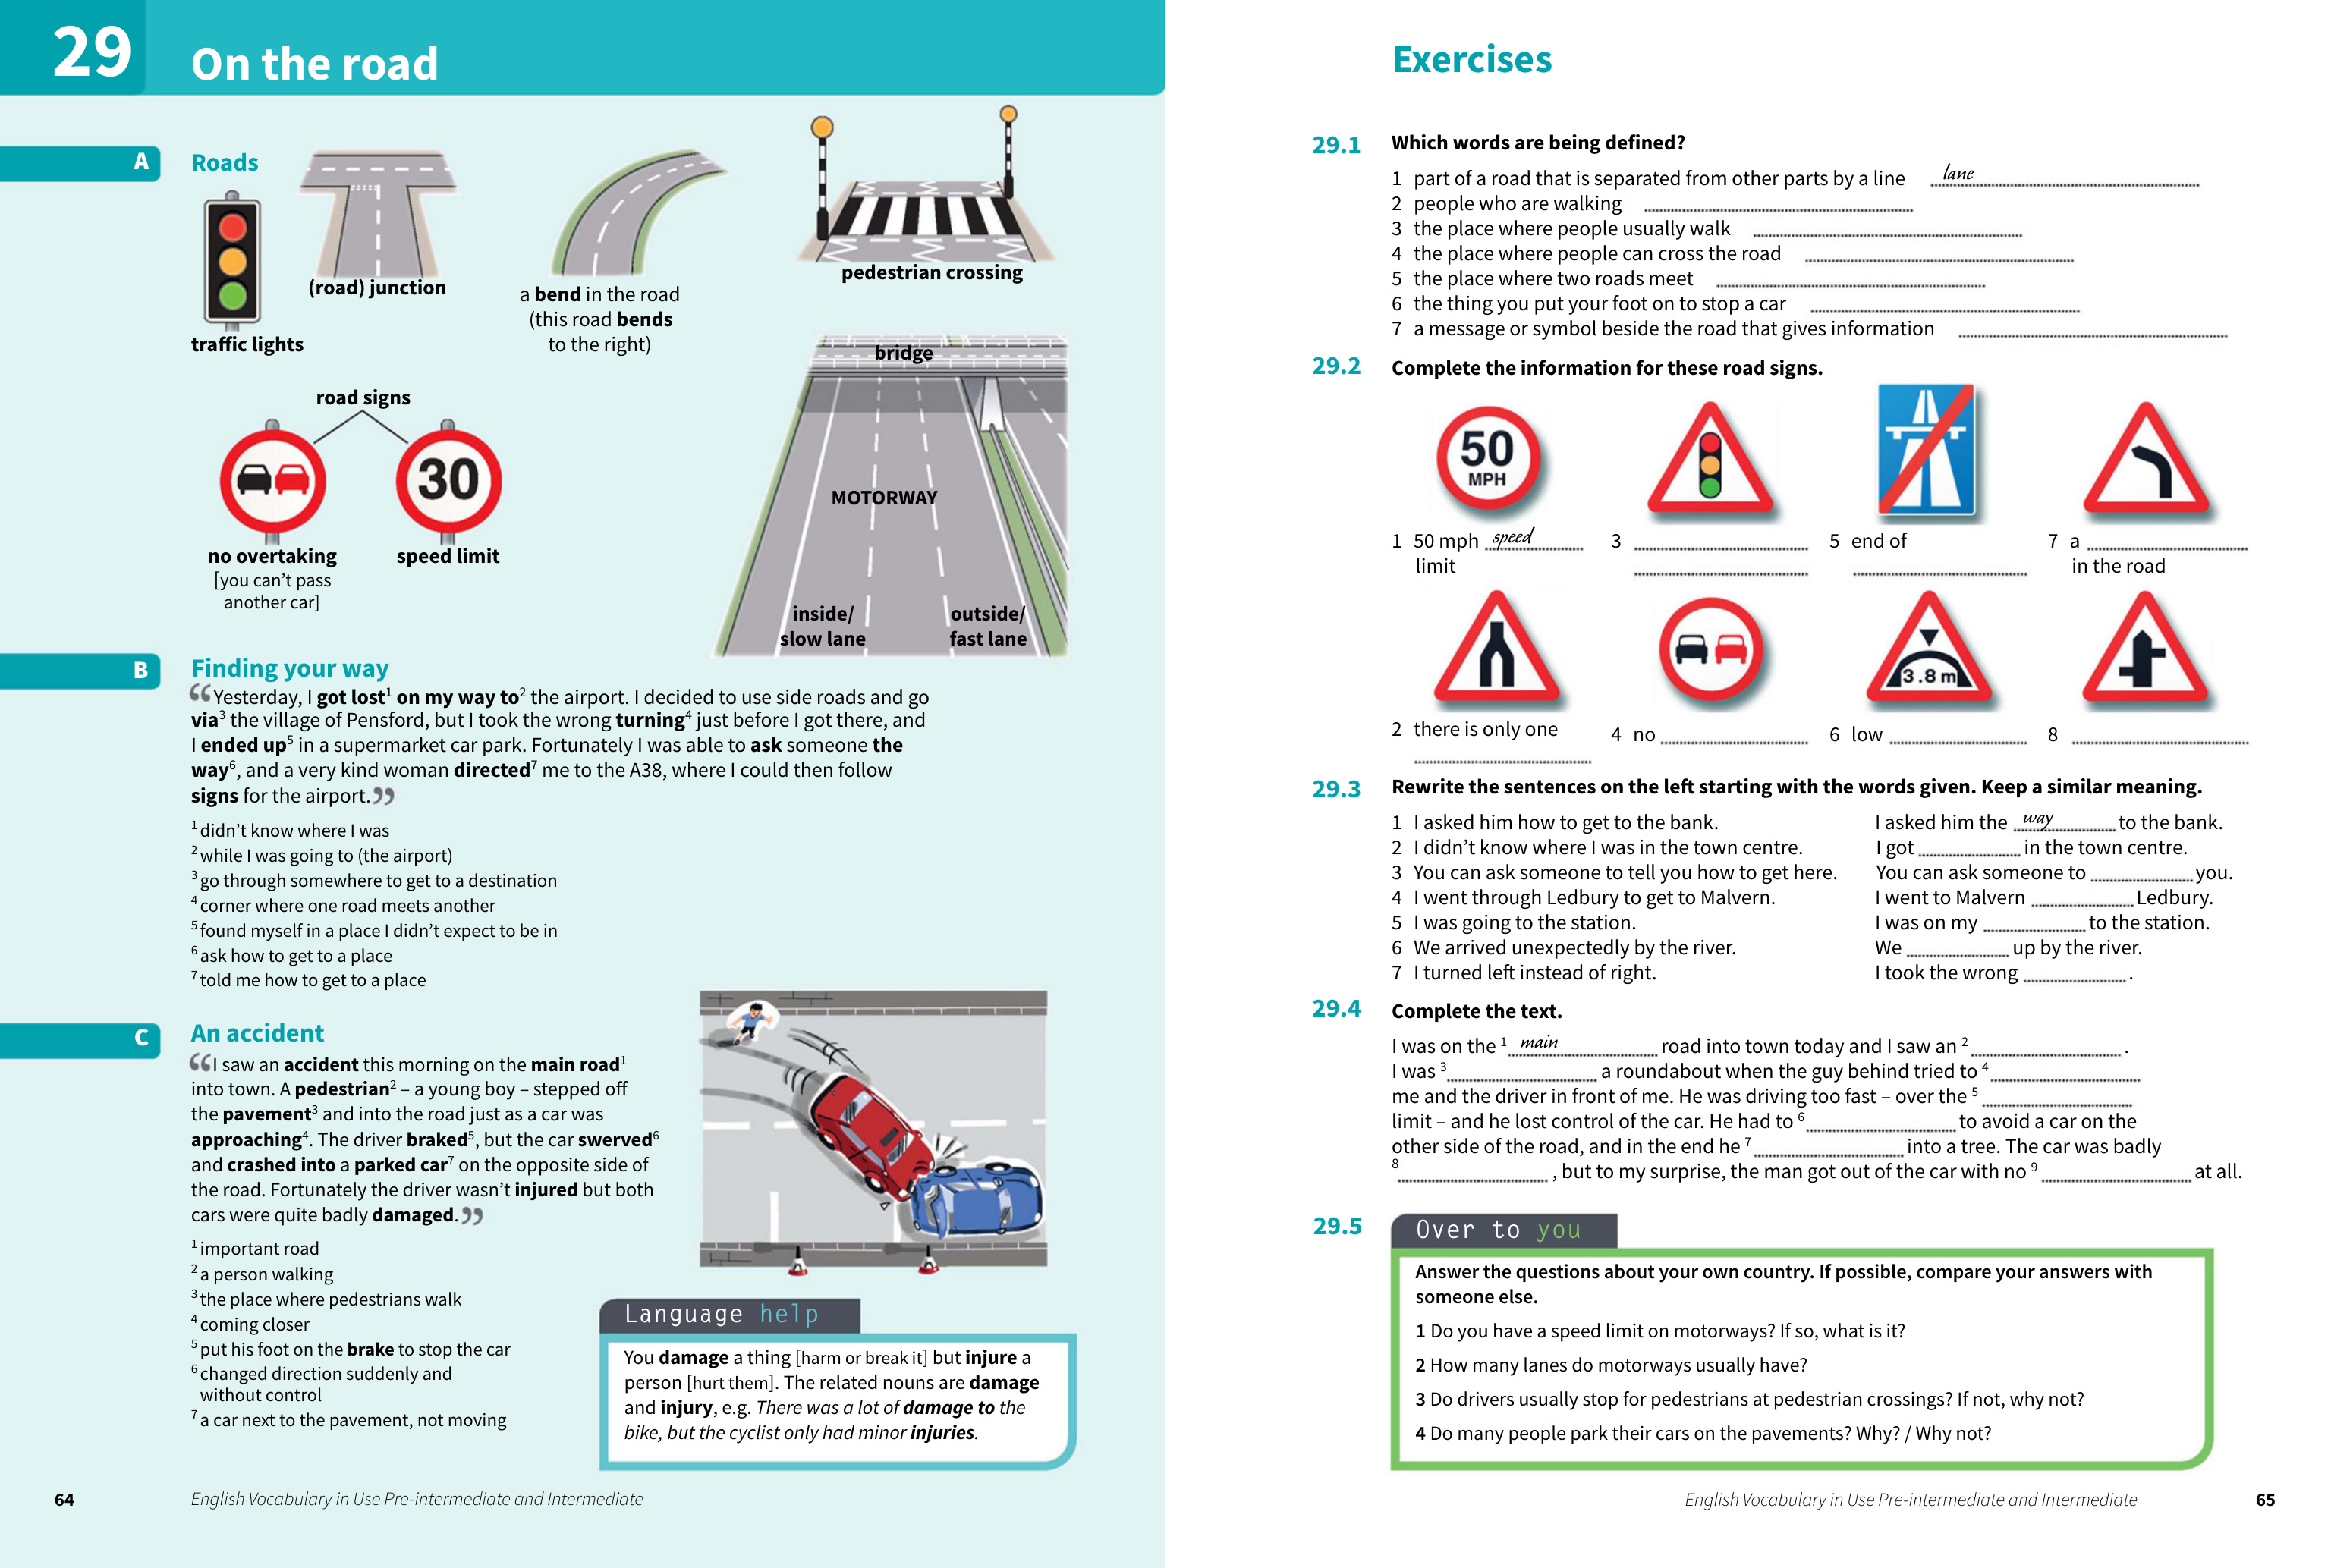 29
On the road
A
Roads
traffic lights
(road) junction
a bend in the road
(this road bends
to the right)
pedestrian crossing
road signs
30
no overtaking
[you can't pass
another car]
speed limit
bridge
MOTORWAY
inside/
slow lane
outside/
fast lane
B
Finding your way
“Yesterday, I got lost¹ on my way to² the airport. I decided to use side roads and go
via³ the village of Pensford, but I took the wrong turning⁴ just before I got there, and
I ended up⁵ in a supermarket car park. Fortunately I was able to ask someone the
way⁶, and a very kind woman directed⁷ me to the A38, where I could then follow
signs for the airport.”
¹ didn't know where I was
² while I was going to (the airport)
³ go through somewhere to get to a destination
⁴ corner where one road meets another
⁵ found myself in a place I didn't expect to be in
⁶ ask how to get to a place
⁷ told me how to get to a place
C
An accident
“I saw an accident this morning on the main road¹
into town. A pedestrian² – a young boy – stepped off
the pavement³ and into the road just as a car was
approaching⁴. The driver braked⁵, but the car swerved⁶
and crashed into a parked car⁷ on the opposite side of
the road. Fortunately the driver wasn't injured but both
cars were quite badly damaged.”
¹ important road
² a person walking
³ the place where pedestrians walk
⁴ coming closer
⁵ put his foot on the brake to stop the car
⁶ changed direction suddenly and
without control
⁷ a car next to the pavement, not moving
Language help
You damage a thing [harm or break it] but injure a
person [hurt them]. The related nouns are damage
and injury, e.g. There was a lot of damage to the
bike, but the cyclist only had minor injuries.
64
English Vocabulary in Use Pre-intermediate and Intermediate
Exercises
29.1
Which words are being defined?
1 part of a road that is separated from other parts by a line lane
2 people who are walking
3 the place where people usually walk
4 the place where people can cross the road
5 the place where two roads meet
6 the thing you put your foot on to stop a car
7 a message or symbol beside the road that gives information
29.2
Complete the information for these road signs.
50
MPH
1 50 mph speed
limit
3
5 end of
7 a
in the road
3.8 m
2 there is only one
4 no
6 low
8
29.3
Rewrite the sentences on the left starting with the words given. Keep a similar meaning.
1 I asked him how to get to the bank. I asked him the way to the bank.
2 I didn't know where I was in the town centre. I got in the town centre.
3 You can ask someone to tell you how to get here. You can ask someone to you.
4 I went through Ledbury to get to Malvern. I went to Malvern Ledbury.
5 I was going to the station. I was on my to the station.
6 We arrived unexpectedly by the river. We up by the river.
7 I turned left instead of right. I took the wrong .
29.4
Complete the text.
I was on the ¹ main road into town today and I saw an ² .
I was ³ a roundabout when the guy behind tried to ⁴
me and the driver in front of me. He was driving too fast – over the ⁵
limit – and he lost control of the car. He had to ⁶ to avoid a car on the
other side of the road, and in the end he ⁷ into a tree. The car was badly
⁸ , but to my surprise, the man got out of the car with no ⁹ at all.
29.5
Over to you
Answer the questions about your own country. If possible, compare your answers with
someone else.
1 Do you have a speed limit on motorways? If so, what is it?
2 How many lanes do motorways usually have?
3 Do drivers usually stop for pedestrians at pedestrian crossings? If not, why not?
4 Do many people park their cars on the pavements? Why? / Why not?
English Vocabulary in Use Pre-intermediate and Intermediate
65